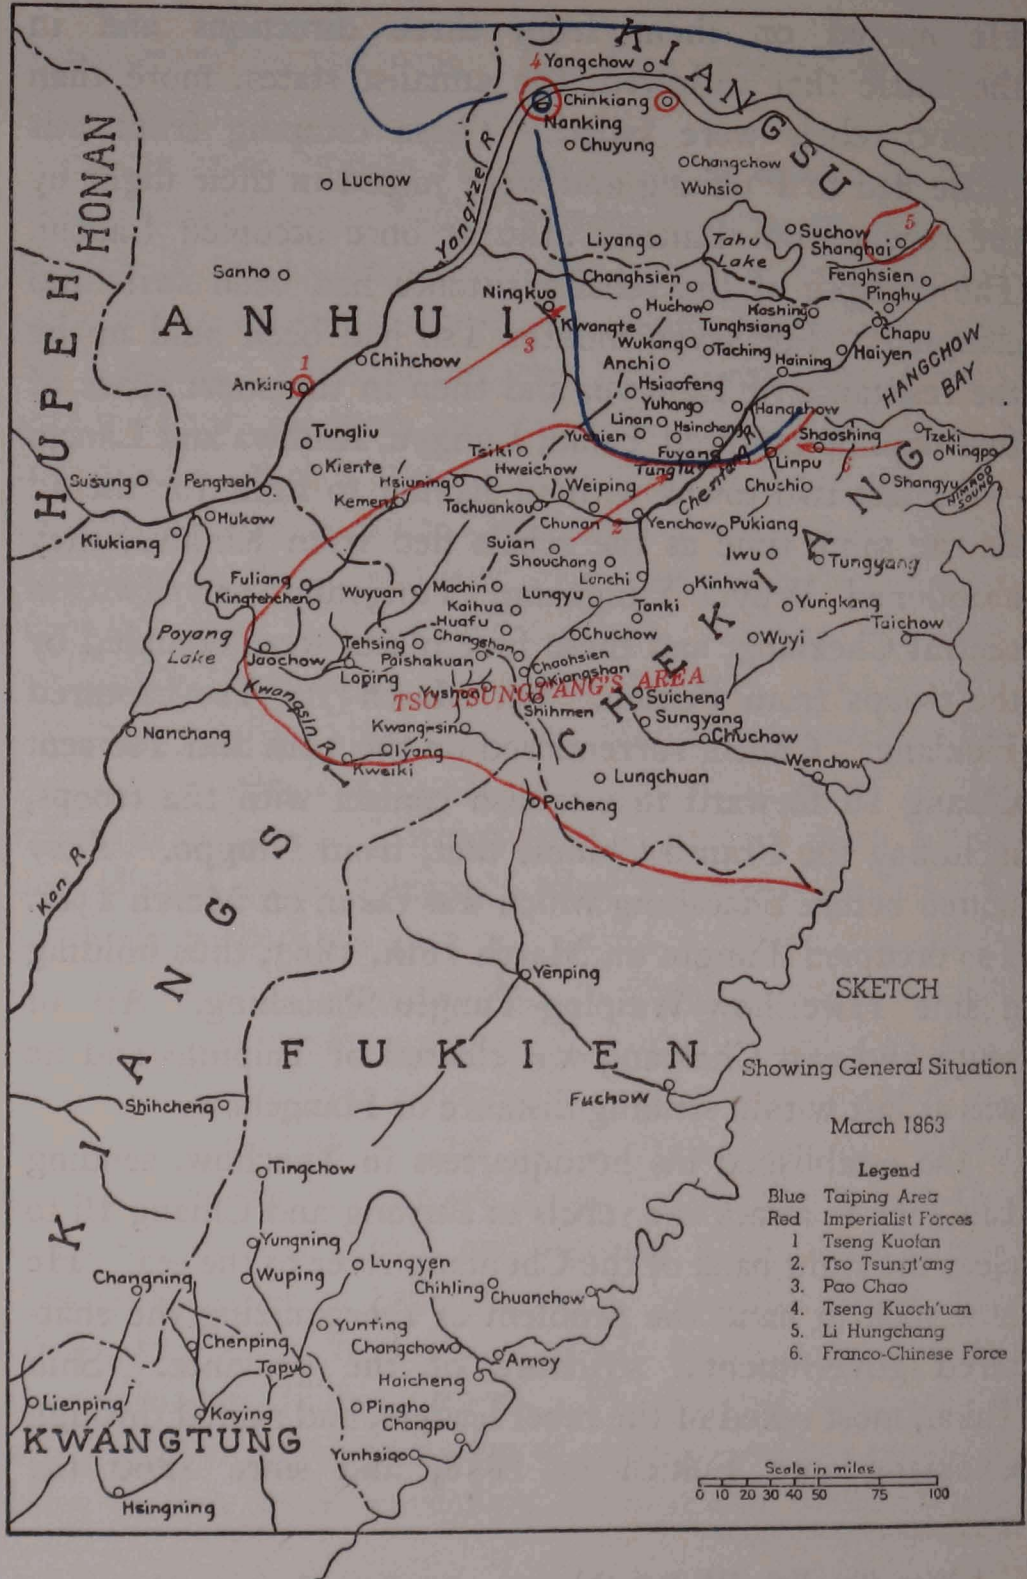 KIANGSU
Yangchow
4
Chinkiang
Nanking
Chuyung
HONAN
Changchow
Wuhsi
Luchow
Yangtze R
5
Suchow
Shanghai
Liyang
Tahu
Lake
Sanho
Changhsien
Fenghsien
Pinghu
HUPEH
ANHUI
Ningkuo
Huchow
Kashing
Kwangte
Tunghsiang
Chapu
3
Wukang
Taching
Haining
Haiyen
HANGCHOW
BAY
Chihchow
Anchi
1
Anking
Hsiaofeng
Yuhang
Hangchow
Linan
Hsincheng
Tungliu
Yuchien
Shaoshing
Tzeki
Ningpo
Tsiki
Fuyang
Kiente
Hweichow
Tunglu
Linpu
6
Susung
Pengtseh
Hsiuning
Weiping
Chuchi
Shangyu
NIMROD
SOUND
Kemen
Tachuankou
Chientang R
Hukow
Chunan
2
Yenchow
Pukiang
Kiukiang
Suian
Iwu
Shouchang
Tungyang
Fuliang
Lanchi
Kinhwa
Kingtehchen
Wuyuan
Machin
Lungyu
Kaihua
Tanki
Yungkang
Huafu
Taichow
Poyang
Lake
Tehsing
Changshan
Chuchow
Wuyi
CHEKIANG
Jaochow
Paishakuan
Chaohsien
Loping
Kiangshan
TSO TSUNGT'ANG'S AREA
Yushan
Suicheng
Kwangsin R
Shihmen
Sungyang
Nanchang
Kwang-sin
Chuchow
Iyang
Wenchow
Kweiki
Lungchuan
Pucheng
Kan R
KIANGSI
Yenping
SKETCH
FUKIEN
Showing General Situation
Fuchow
Shihcheng
March 1863
Tingchow
Legend
Blue Taiping Area
Red Imperialist Forces
1 Tseng Kuofan
2. Tso Tsungt'ang
3. Pao Chao
4. Tseng Kuoch'uan
5. Li Hungchang
6. Franco-Chinese Force
Yungning
Lungyen
Changning
Wuping
Chihling
Chuanchow
Yunting
Chenping
Changchow
Amoy
Tapu
Haicheng
Lienping
Kaying
Pingho
Changpu
KWANGTUNG
Yunhsiao
Scale in miles
0 10 20 30 40 50 75 100
Hsingning